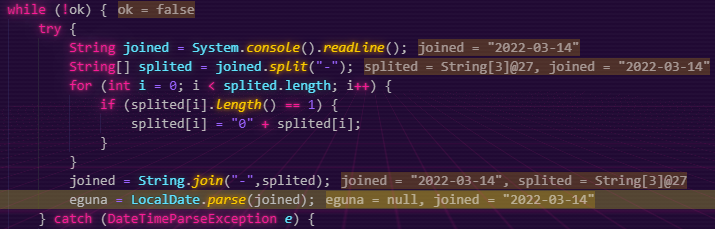 while (!ok) { ok = false
try {
String joined = System.console().readLine(); joined = "2022-03-14"
String[] splited = joined.split("-"); splited = String[3]@27, joined = "2022-03-14"
for (int i = 0; i < splited.length; i++) {
if (splited[i].length() == 1) {
splited[i] = "0" + splited[i];
}
}
joined = String.join("-",splited); joined = "2022-03-14", splited = String[3]@27
eguna = LocalDate.parse(joined); eguna = null, joined = "2022-03-14"
} catch (DateTimeParseException e) {